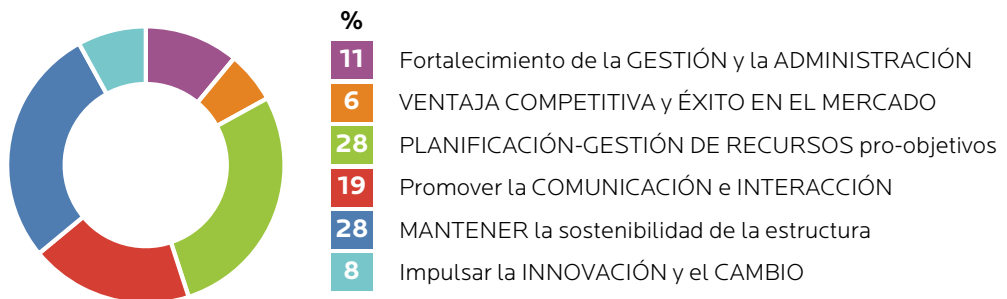 %
11 Fortalecimiento de la GESTIÓN y la ADMINISTRACIÓN
6 VENTAJA COMPETITIVA y ÉXITO EN EL MERCADO
28 PLANIFICACIÓN-GESTIÓN DE RECURSOS pro-objetivos
19 Promover la COMUNICACIÓN e INTERACCIÓN
28 MANTENER la sostenibilidad de la estructura
8 Impulsar la INNOVACIÓN y el CAMBIO